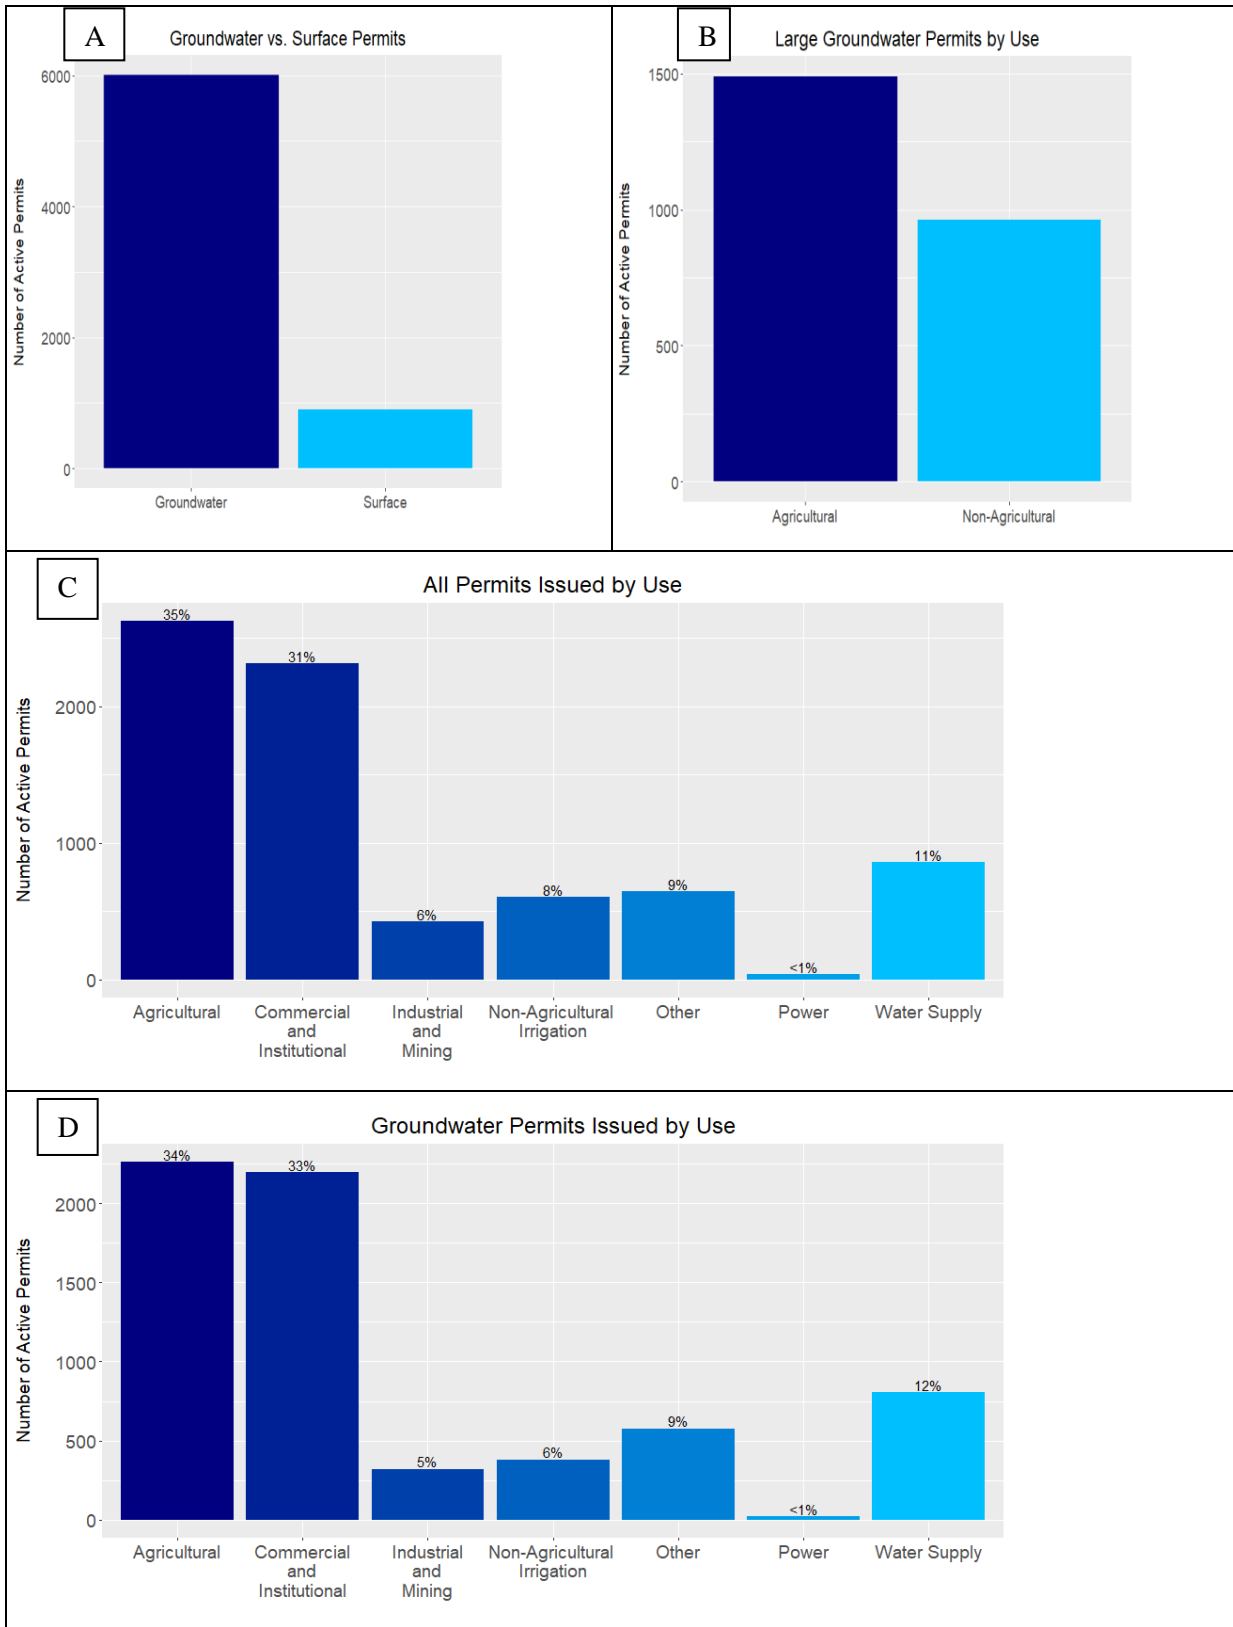 A
Groundwater vs. Surface Permits
Number of Active Permits
6000
4000
2000
0
Groundwater
Surface
B
Large Groundwater Permits by Use
Number of Active Permits
1500
1000
500
0
Agricultural
Non-Agricultural
C
All Permits Issued by Use
Number of Active Permits
2000
1000
0
35%
31%
6%
8%
9%
<1%
11%
Agricultural
Commercial
and
Institutional
Industrial
and
Mining
Non-Agricultural
Irrigation
Other
Power
Water Supply
D
Groundwater Permits Issued by Use
Number of Active Permits
2000
1500
1000
500
0
34%
33%
5%
6%
9%
<1%
12%
Agricultural
Commercial
and
Institutional
Industrial
and
Mining
Non-Agricultural
Irrigation
Other
Power
Water Supply